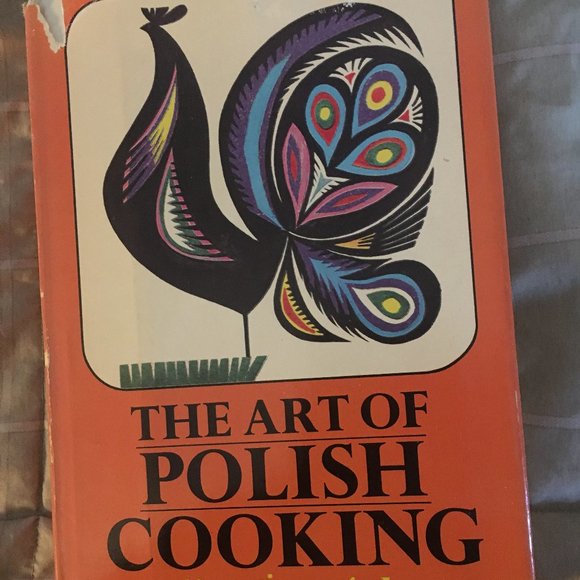 THE ART OF
POLISH
COOKING